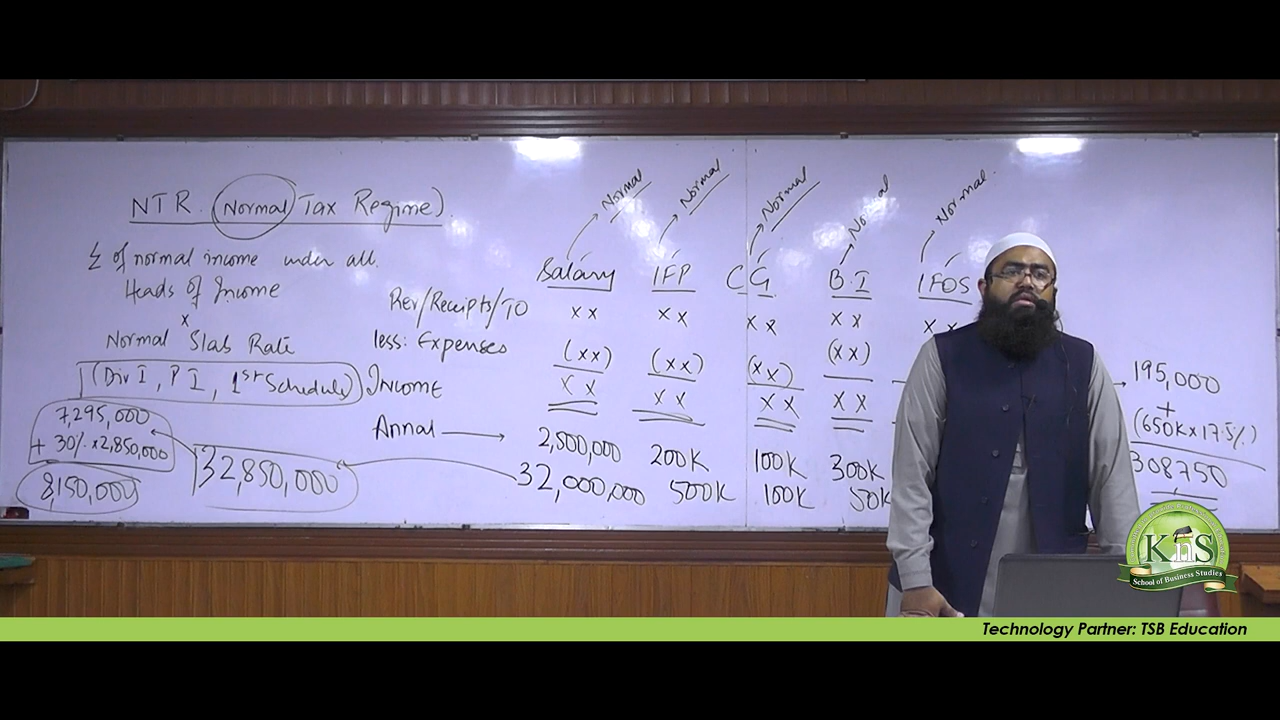 NTR. (Normal Tax Regime).
Σ of normal income under all.
Heads of Income
x
Normal Slab Rate
(Div I, P I, 1st Schedule)
7,295,000
+ 30% x 2,850,000
8,150,000
32,850,000
Normal Normal Normal Normal Normal.
Salary IFP CG B.I IFOS
Rev/Receipts/TO xx xx xx xx xx
less: Expenses (xx) (xx) (xx) (xx)
Income xx xx xx xx
Annal → 2,500,000 200K 100K 300K
32,000,000 500K 100K 50K
195,000
+
(650K x 17.5%)
308750
KnS
School of Business Studies
Technology Partner: TSB Education